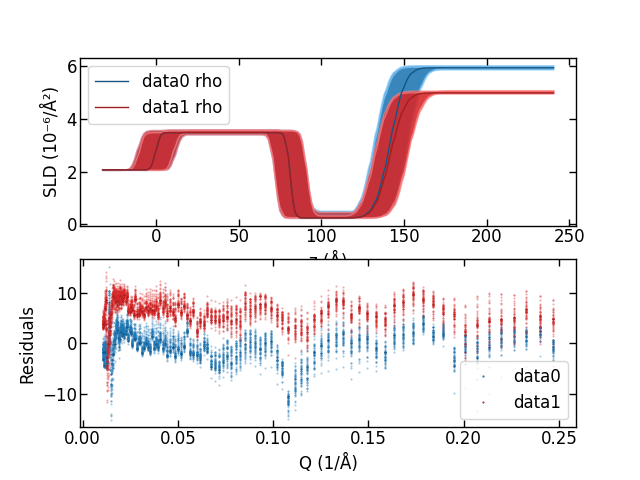 6
4
2
0
SLD (10⁻⁶/Å²)
data0 rho
data1 rho
0 50 100 150 200 250
z (Å)
10
0
−10
Residuals
data0
data1
0.00 0.05 0.10 0.15 0.20 0.25
Q (1/Å)